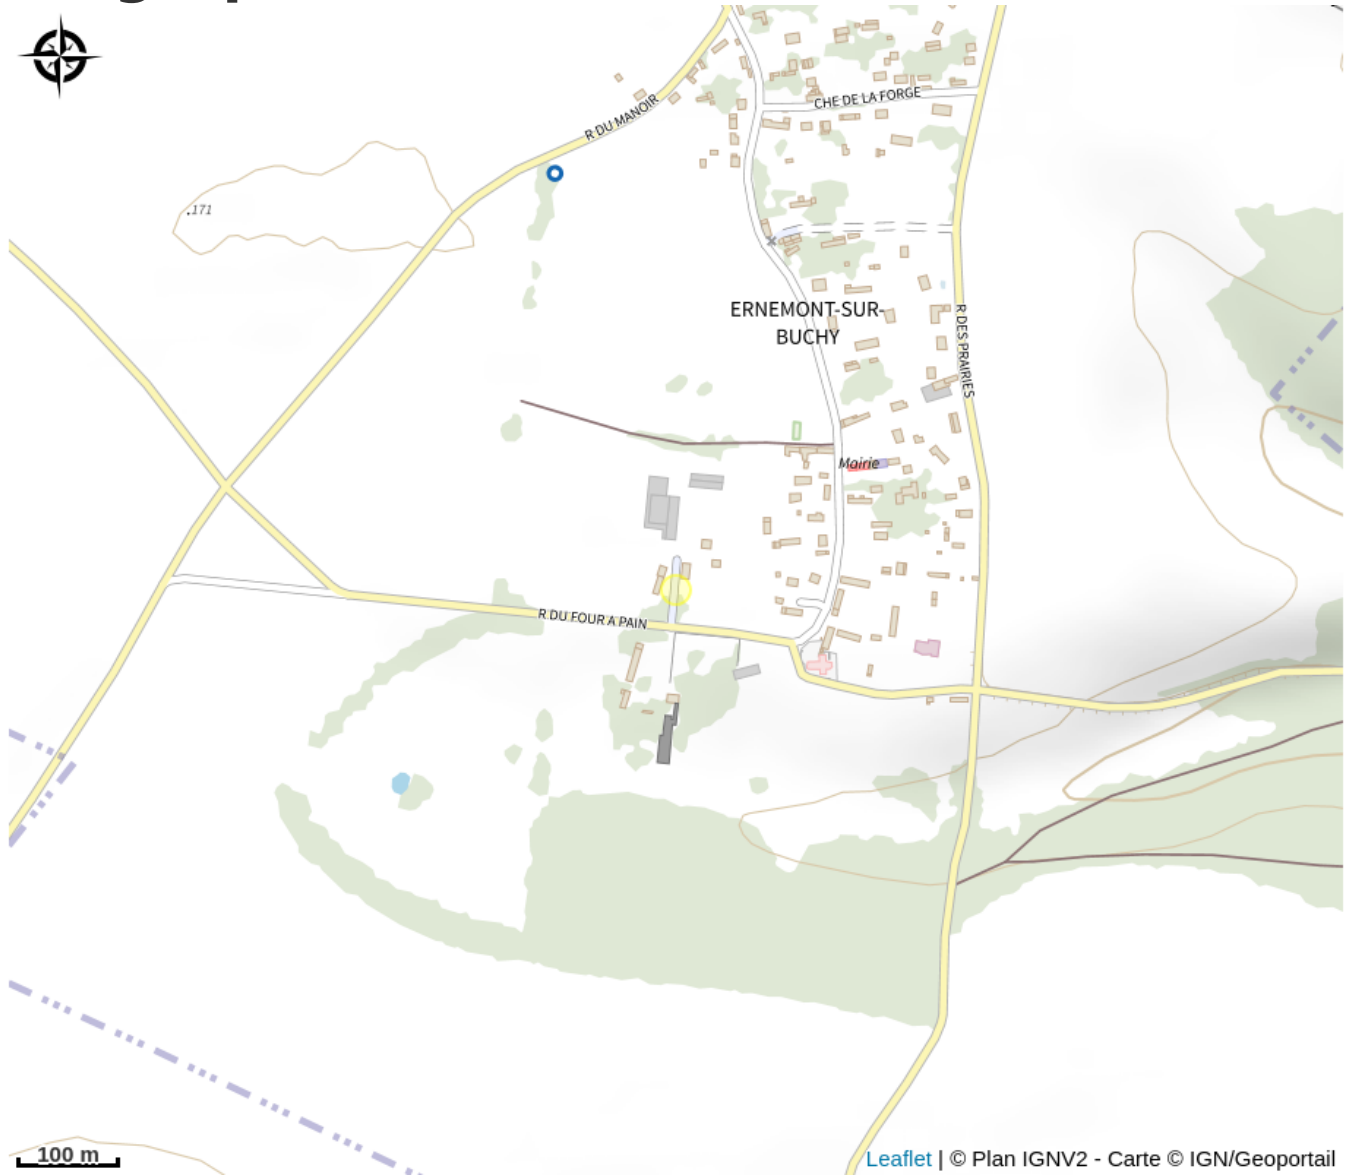 CHE DE LA FORGE
R DU MANOIR
.171
ERNEMONT-SUR-
BUCHY
R DES PRAIRIES
Mairie
R DU FOUR A PAIN
100 m
Leaflet | © Plan IGNV2 - Carte © IGN/Geoportail